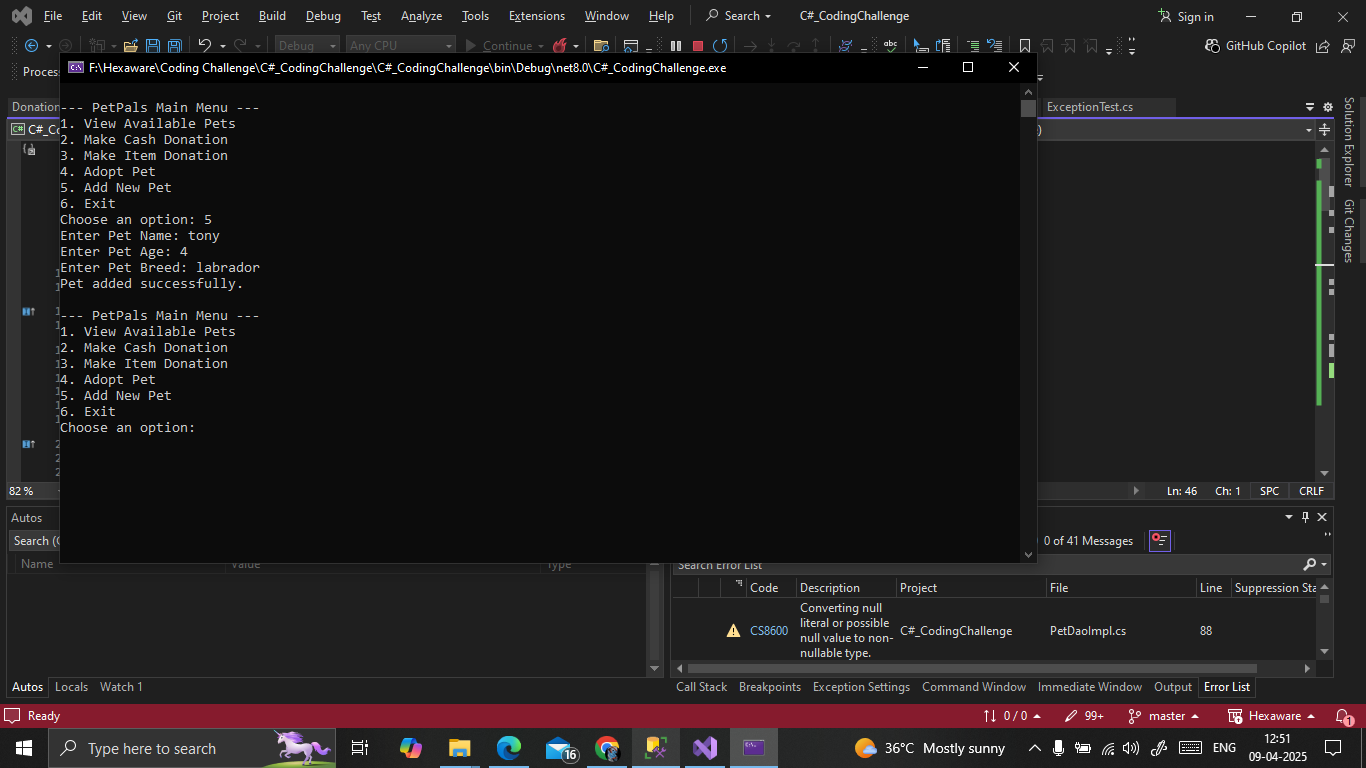 File Edit View Git Project Build Debug Test Analyze Tools Extensions Window Help Search C#_CodingChallenge Sign in
Debug Any CPU Continue GitHub Copilot
F:\Hexaware\Coding Challenge\C#_CodingChallenge\C#_CodingChallenge\bin\Debug\net8.0\C#_CodingChallenge.exe
ExceptionTest.cs
--- PetPals Main Menu ---
1. View Available Pets
2. Make Cash Donation
3. Make Item Donation
4. Adopt Pet
5. Add New Pet
6. Exit
Choose an option: 5
Enter Pet Name: tony
Enter Pet Age: 4
Enter Pet Breed: labrador
Pet added successfully.
--- PetPals Main Menu ---
1. View Available Pets
2. Make Cash Donation
3. Make Item Donation
4. Adopt Pet
5. Add New Pet
6. Exit
Choose an option:
Solution Explorer
Git Changes
82 % Ln: 46 Ch: 1 SPC CRLF
Autos
0 of 41 Messages
Name Value Type
Search Error List
Code Description Project File Line Suppression Sta
CS8600 Converting null literal or possible null value to non-nullable type. C#_CodingChallenge PetDaoImpl.cs 88
Autos Locals Watch 1
Call Stack Breakpoints Exception Settings Command Window Immediate Window Output Error List
Ready 0 / 0 99+ master Hexaware 1
Type here to search 16 36°C Mostly sunny ENG 12:51
09-04-2025